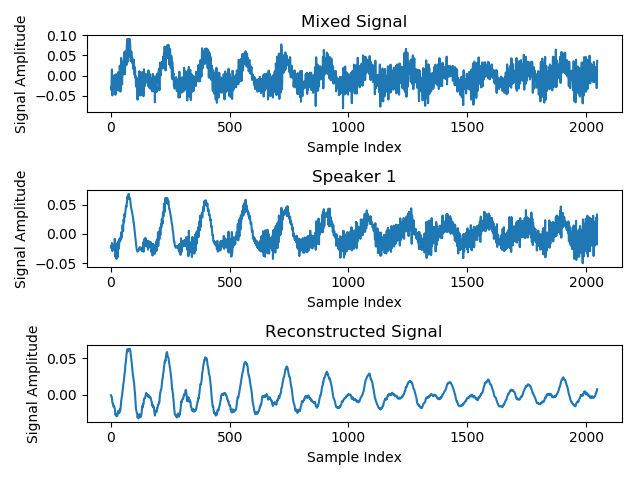 Mixed Signal
Signal Amplitude
0.10
0.05
0.00
−0.05
0 500 1000 1500 2000
Sample Index
Speaker 1
Signal Amplitude
0.05
0.00
−0.05
0 500 1000 1500 2000
Sample Index
Reconstructed Signal
Signal Amplitude
0.05
0.00
0 500 1000 1500 2000
Sample Index